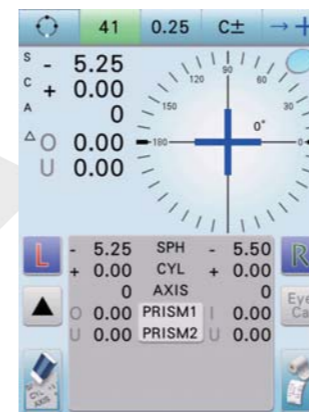 41 0.25 C± → +
S - 5.25
C + 0.00
A 0
△ O 0.00
U 0.00
90
120 60
150 30
180 0° 0
L - 5.25 SPH - 5.50 R
+ 0.00 CYL + 0.00
0 AXIS 0
O 0.00 PRISM1 I 0.00
U 0.00 PRISM2 U 0.00
▲
CYL
AXIS